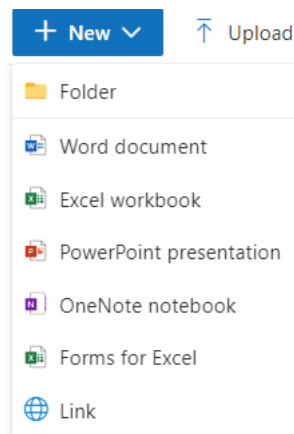 New
Upload
Folder
Word document
Excel workbook
PowerPoint presentation
OneNote notebook
Forms for Excel
Link